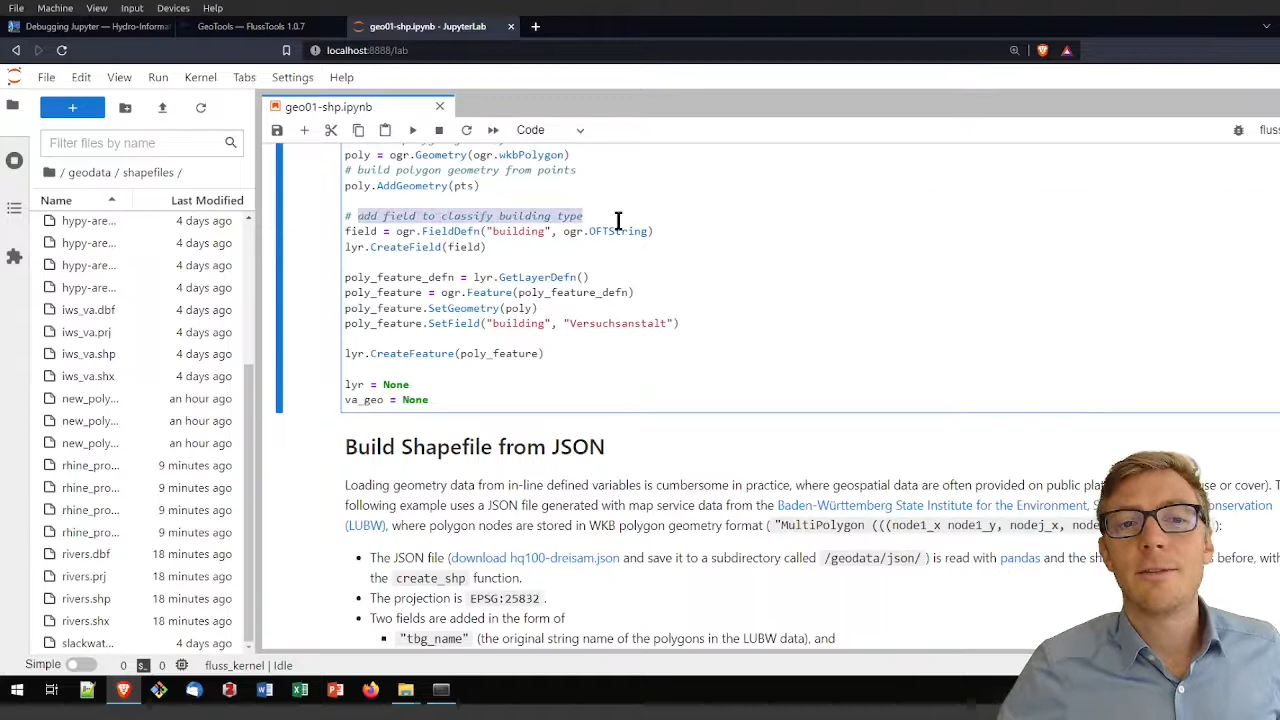 File Machine View Input Devices Help
Debugging Jupyter — Hydro-Informat
GeoTools — FlussTools 1.0.7
geo01-shp.ipynb - JupyterLab
localhost:8888/lab
File Edit View Run Kernel Tabs Settings Help
geo01-shp.ipynb
Code
fluss
Filter files by name
/ geodata / shapefiles /
Name Last Modified
hypy-are... 4 days ago
hypy-are... 4 days ago
hypy-are... 4 days ago
hypy-are... 4 days ago
iws_va.dbf 4 days ago
iws_va.prj 4 days ago
iws_va.shp 4 days ago
iws_va.shx 4 days ago
new_poly... an hour ago
new_poly... an hour ago
new_poly... an hour ago
rhine_pro... 9 minutes ago
rhine_pro... 9 minutes ago
rhine_pro... 9 minutes ago
rhine_pro... 9 minutes ago
rivers.dbf 18 minutes ago
rivers.prj 18 minutes ago
rivers.shp 18 minutes ago
rivers.shx 18 minutes ago
slackwat... 4 days ago
poly = ogr.Geometry(ogr.wkbPolygon)
# build polygon geometry from points
poly.AddGeometry(pts)
# add field to classify building type
field = ogr.FieldDefn("building", ogr.OFTString)
lyr.CreateField(field)
poly_feature_defn = lyr.GetLayerDefn()
poly_feature = ogr.Feature(poly_feature_defn)
poly_feature.SetGeometry(poly)
poly_feature.SetField("building", "Versuchsanstalt")
lyr.CreateFeature(poly_feature)
lyr = None
va_geo = None
Build Shapefile from JSON
Loading geometry data from in-line defined variables is cumbersome in practice, where geospatial data are often provided on public pla use or cover). T
following example uses a JSON file generated with map service data from the Baden-Württemberg State Institute for the Environment, S onservation
(LUBW), where polygon nodes are stored in WKB polygon geometry format ( "MultiPolygon (((node1_x node1_y, nodej_x, nod ):
• The JSON file (download hq100-dreisam.json and save it to a subdirectory called /geodata/json/ ) is read with pandas and the sh before, with
the create_shp function.
• The projection is EPSG:25832 .
• Two fields are added in the form of
▪ "tbg_name" (the original string name of the polygons in the LUBW data), and
Simple 0 $_ 0 fluss_kernel | Idle